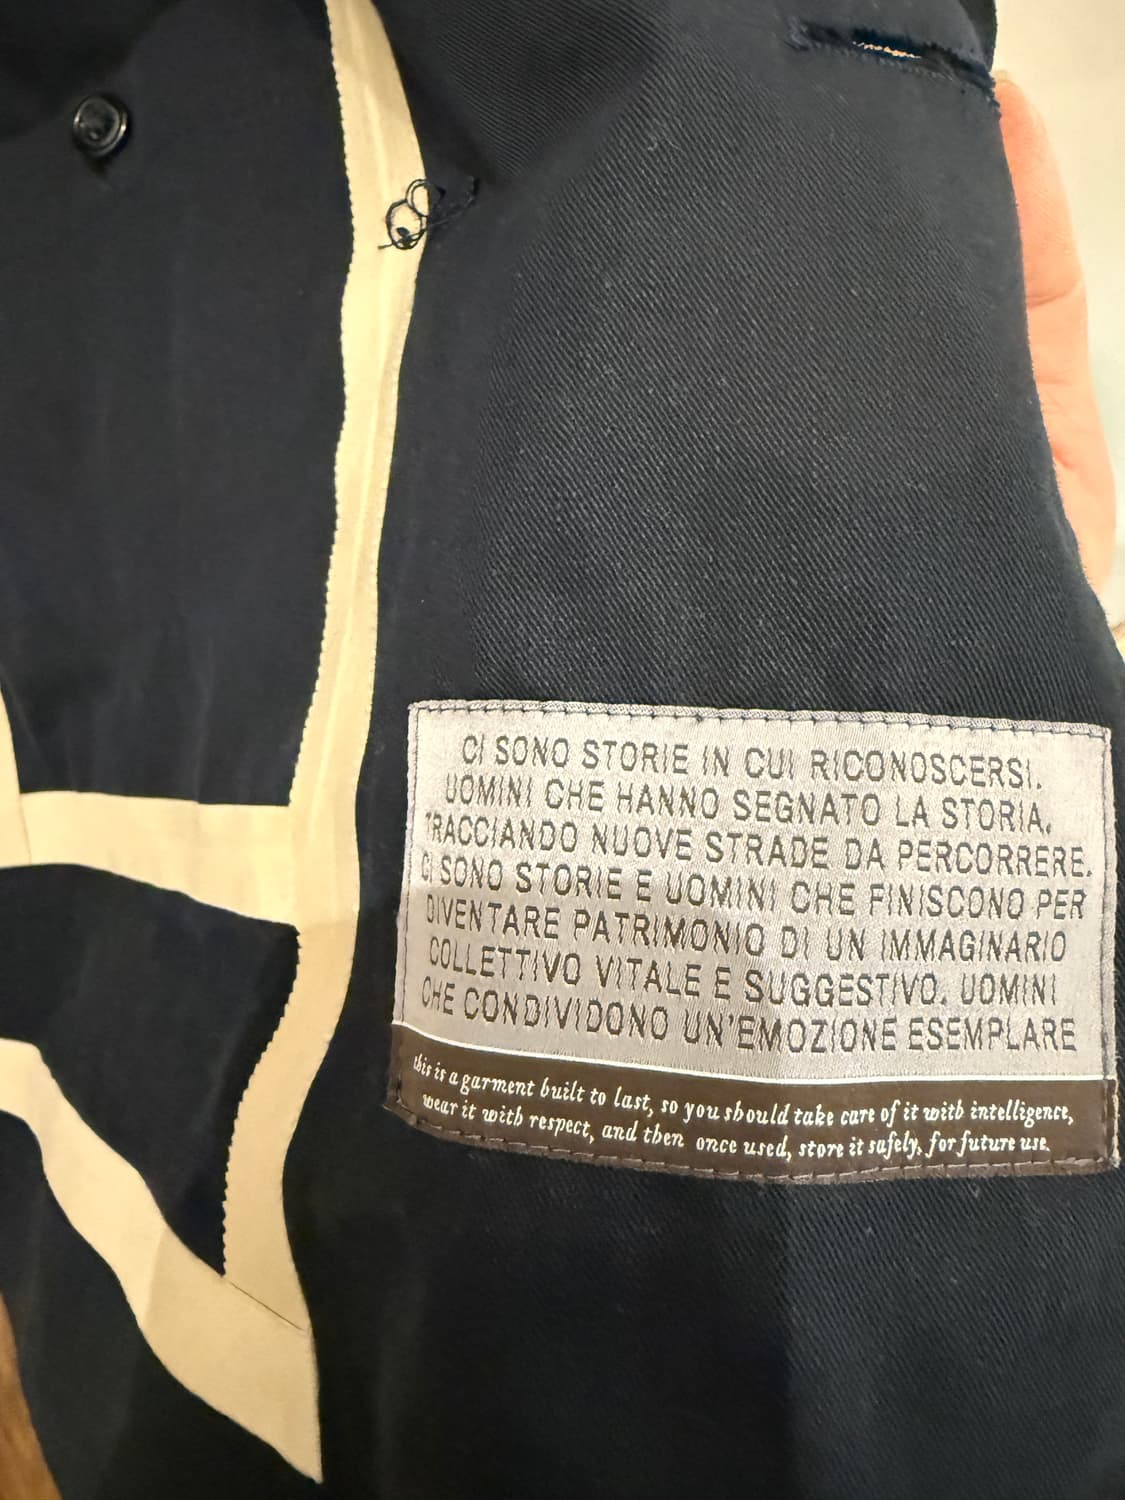 CI SONO STORIE IN CUI RICONOSCERSI.
UOMINI CHE HANNO SEGNATO LA STORIA,
TRACCIANDO NUOVE STRADE DA PERCORRERE.
CI SONO STORIE E UOMINI CHE FINISCONO PER
DIVENTARE PATRIMONIO DI UN IMMAGINARIO
COLLETTIVO VITALE E SUGGESTIVO. UOMINI
CHE CONDIVIDONO UN'EMOZIONE ESEMPLARE
this is a garment built to last, so you should take care of it with intelligence,
wear it with respect, and then once used, store it safely, for future use.